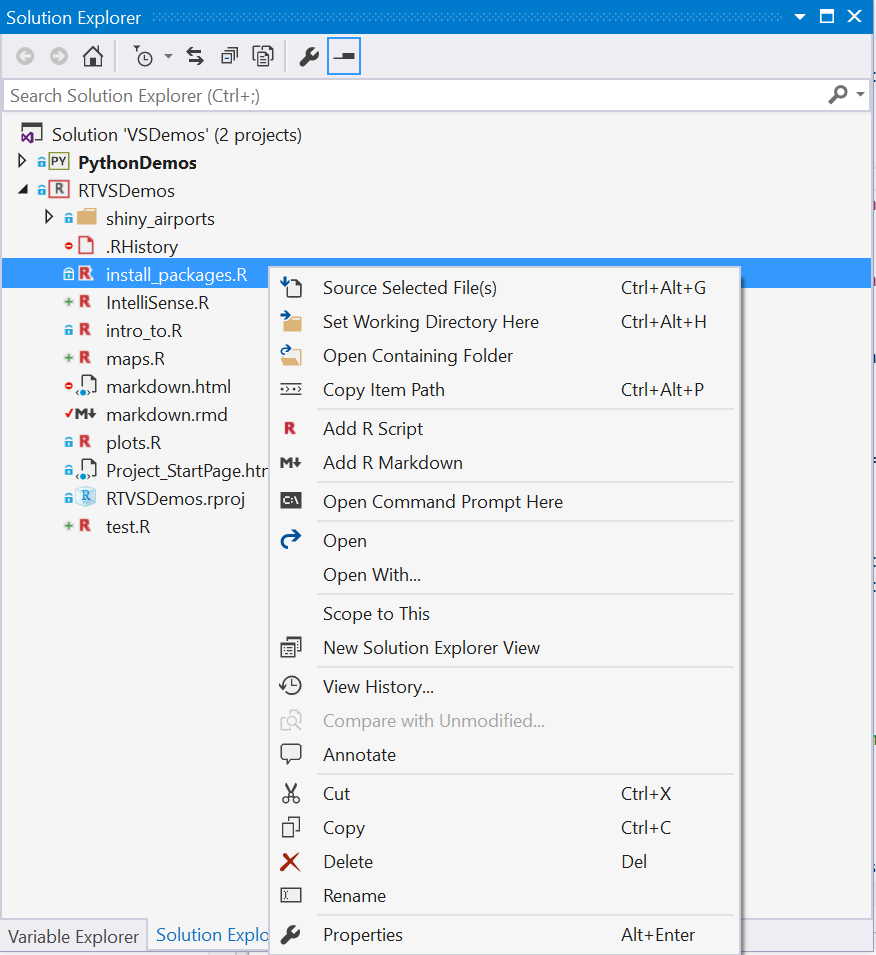 Solution Explorer
Search Solution Explorer (Ctrl+;)
Solution 'VSDemos' (2 projects)
PY PythonDemos
R RTVSDemos
shiny_airports
.RHistory
R install_packages.R
R IntelliSense.R
R intro_to.R
R maps.R
markdown.html
M markdown.rmd
R plots.R
Project_StartPage.htm
R RTVSDemos.rproj
R test.R
Source Selected File(s) Ctrl+Alt+G
Set Working Directory Here Ctrl+Alt+H
Open Containing Folder
Copy Item Path Ctrl+Alt+P
R Add R Script
M Add R Markdown
C:\ Open Command Prompt Here
Open
Open With...
Scope to This
New Solution Explorer View
View History...
Compare with Unmodified...
Annotate
Cut Ctrl+X
Copy Ctrl+C
Delete Del
Rename
Properties Alt+Enter
Variable Explorer
Solution Explo